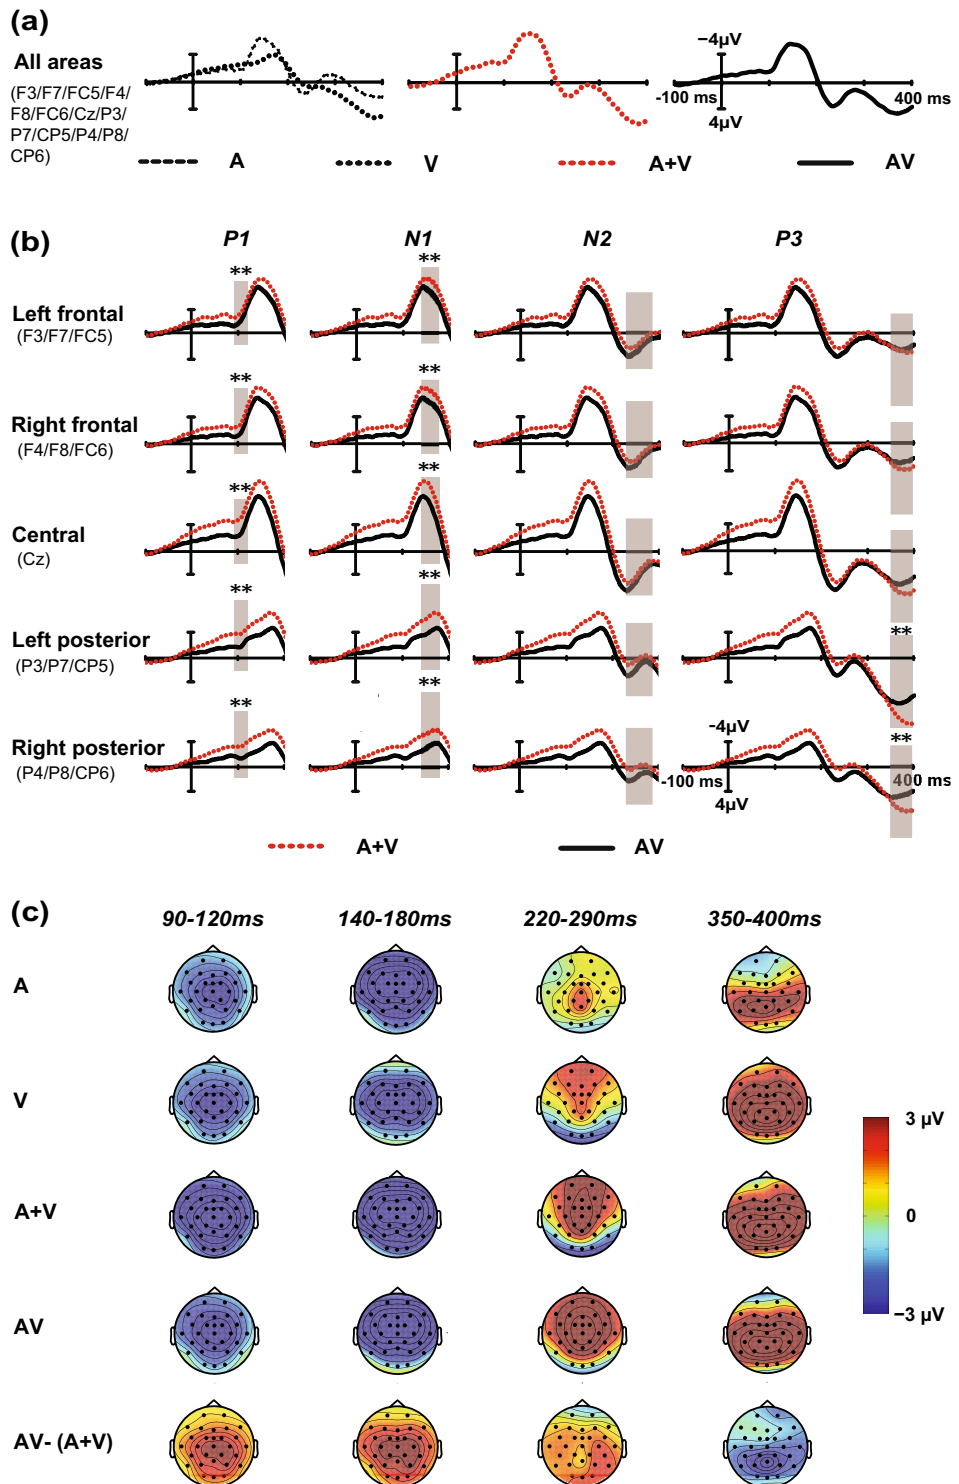 (a)
All areas
(F3/F7/FC5/F4/
F8/FC6/Cz/P3/
P7/CP5/P4/P8/
CP6)
−4μV
-100 ms
400 ms
4μV
A
V
A+V
AV
(b)
P1 N1 N2 P3
** **
Left frontal
(F3/F7/FC5)
** **
Right frontal
(F4/F8/FC6)
** **
Central
(Cz)
** **
Left posterior
(P3/P7/CP5)
**
** **
Right posterior
(P4/P8/CP6)
-4μV
**
-100 ms
400 ms
4μV
A+V
AV
(c)
90-120ms 140-180ms 220-290ms 350-400ms
A
V
A+V
AV
AV- (A+V)
3 μV
0
−3 μV